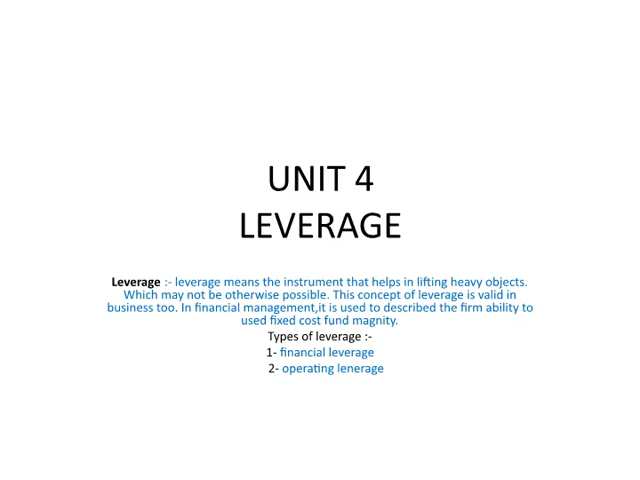 UNIT 4
LEVERAGE
Leverage :- leverage means the instrument that helps in lifting heavy objects.
Which may not be otherwise possible. This concept of leverage is valid in
business too. In financial management,it is used to described the firm ability to
used fixed cost fund magnity.
Types of leverage :-
1- financial leverage
2- operating lenerage